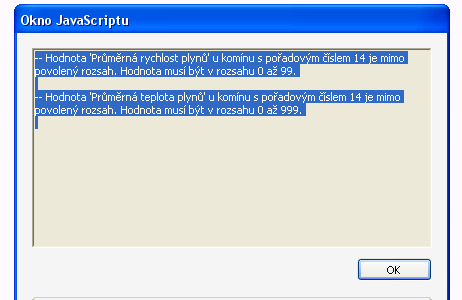 Okno JavaScriptu
-- Hodnota 'Průměrná rychlost plynů' u komínu s pořadovým číslem 14 je mimo
povolený rozsah. Hodnota musí být v rozsahu 0 až 99.
-- Hodnota 'Průměrná teplota plynů' u komínu s pořadovým číslem 14 je mimo
povolený rozsah. Hodnota musí být v rozsahu 0 až 999.
OK